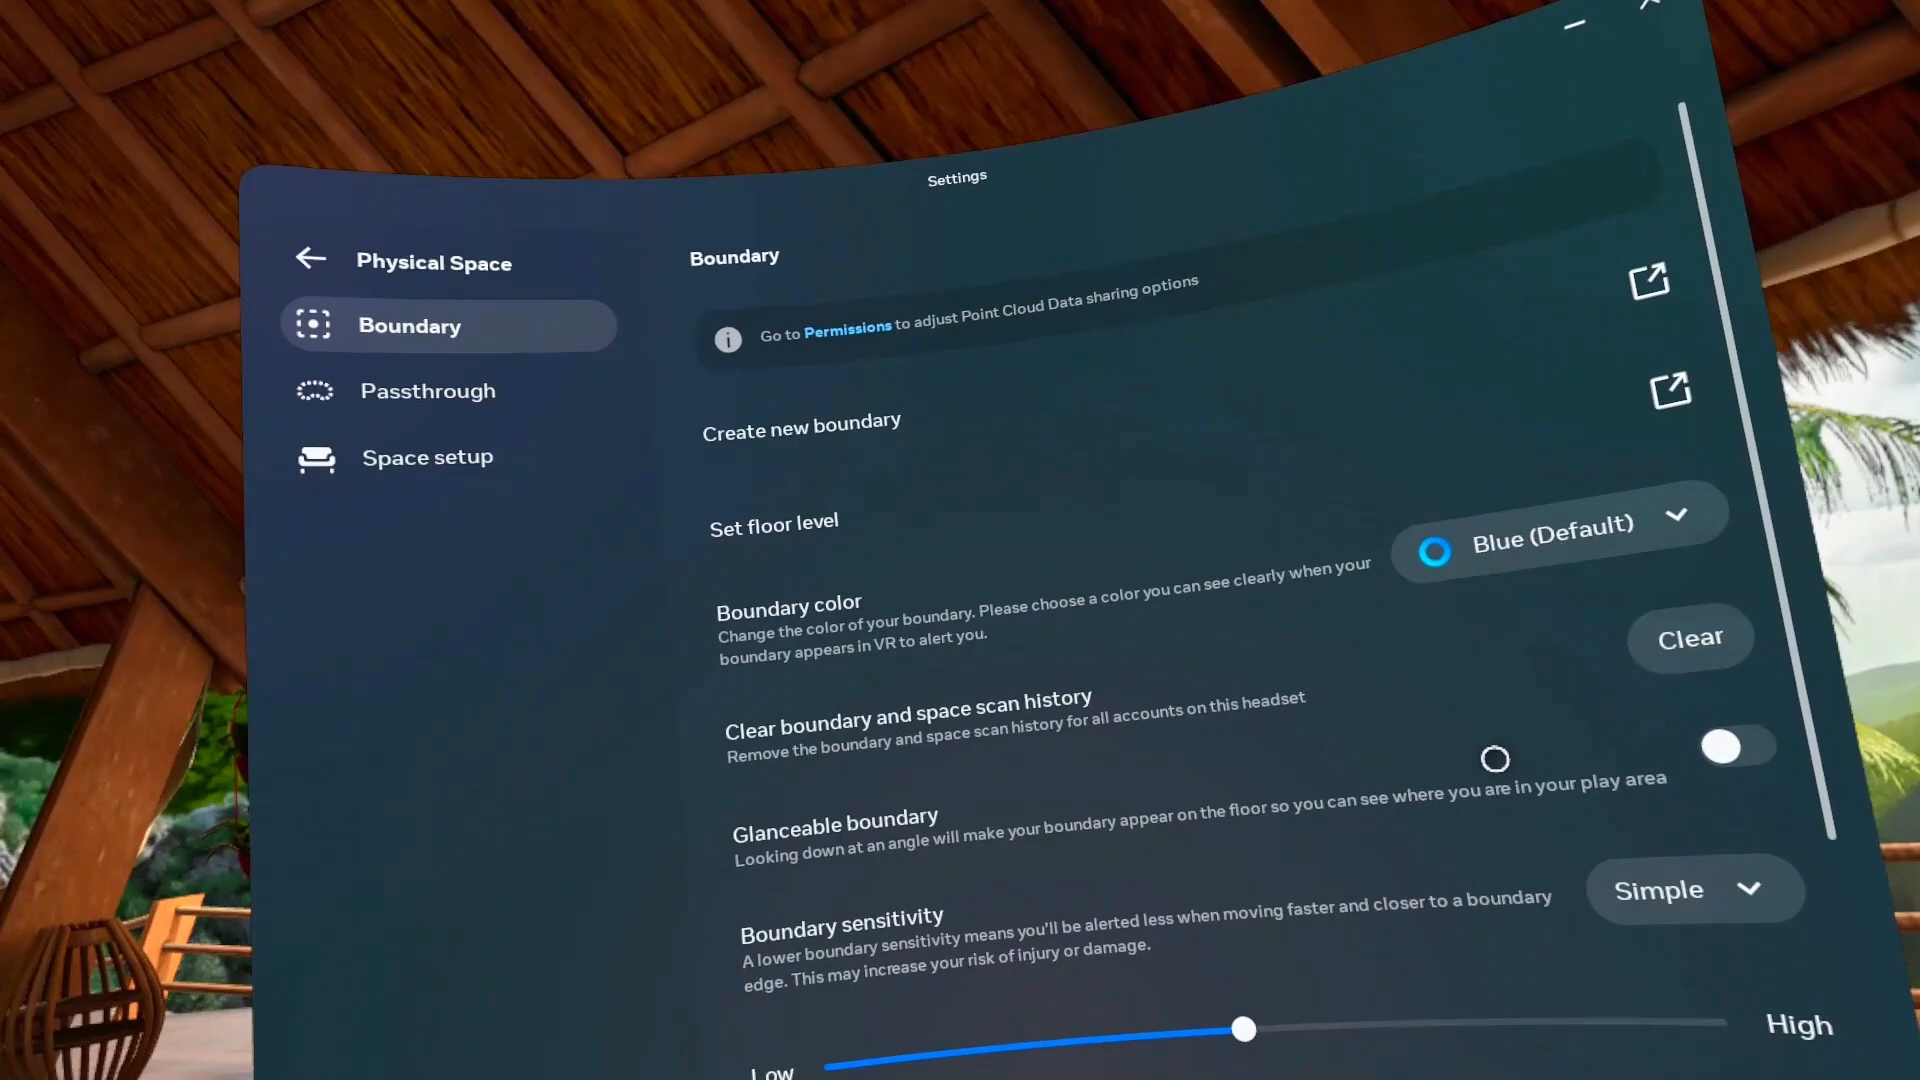 Settings
Physical Space
Boundary
Passthrough
Space setup
Boundary
Go to Permissions to adjust Point Cloud Data sharing options
Create new boundary
Set floor level
Boundary color
Change the color of your boundary. Please choose a color you can see clearly when your
boundary appears in VR to alert you.
Blue (Default)
Clear boundary and space scan history
Remove the boundary and space scan history for all accounts on this headset
Clear
Glanceable boundary
Looking down at an angle will make your boundary appear on the floor so you can see where you are in your play area
Boundary sensitivity
A lower boundary sensitivity means you'll be alerted less when moving faster and closer to a boundary
edge. This may increase your risk of injury or damage.
Simple
Low
High